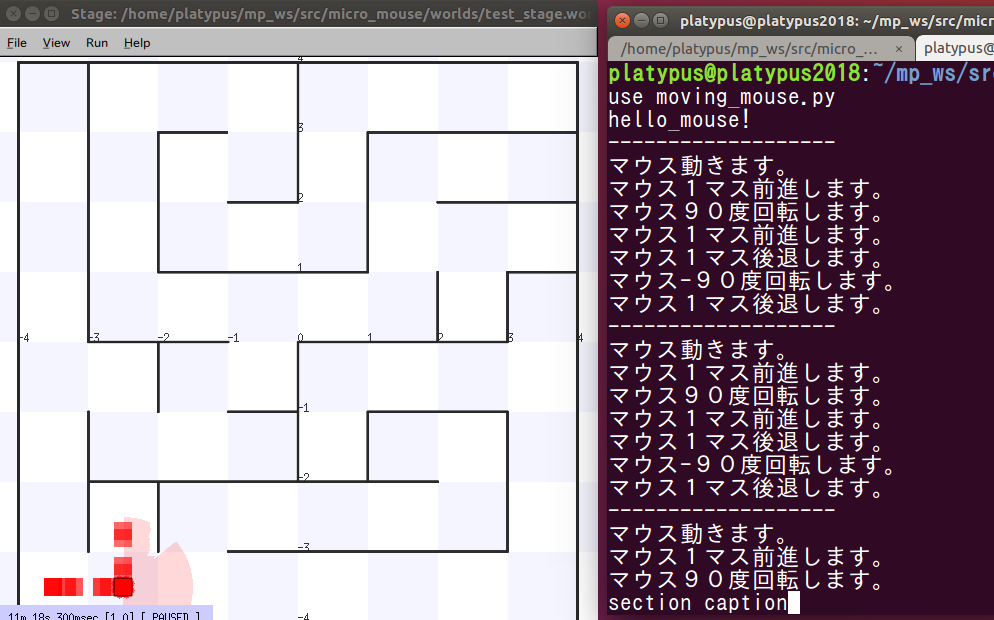 Stage: /home/platypus/mp_ws/src/micro_mouse/worlds/test_stage.wo
File View Run Help
4
3
2
1
-4 -3 -2 -1 0 1 2 3 4
-1
-2
-3
-4
11m 18s 300msec [1.0] [ PAUSED ]
platypus@platypus2018: ~/mp_ws/src/micr
/home/platypus/mp_ws/src/micro_... ×
platypus@
platypus@platypus2018:~/mp_ws/sr
use moving_mouse.py
hello_mouse!
-------------------
マウス動きます。
マウス１マス前進します。
マウス９０度回転します。
マウス１マス前進します。
マウス１マス後退します。
マウス-９０度回転します。
マウス１マス後退します。
-------------------
マウス動きます。
マウス１マス前進します。
マウス９０度回転します。
マウス１マス前進します。
マウス１マス後退します。
マウス-９０度回転します。
マウス１マス後退します。
-------------------
マウス動きます。
マウス１マス前進します。
マウス９０度回転します。
section caption